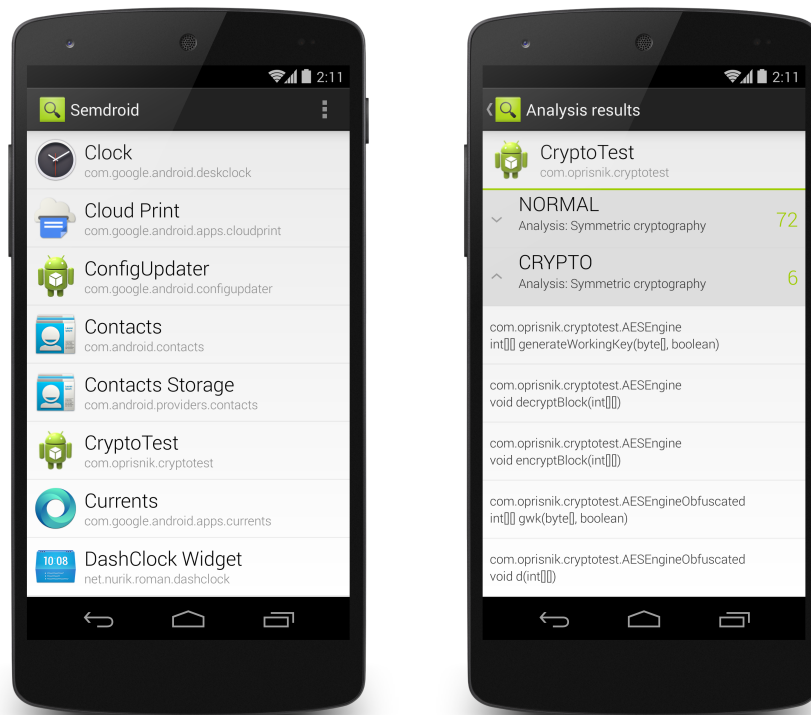 2:11
Semdroid
Clock
com.google.android.deskclock
Cloud Print
com.google.android.apps.cloudprint
ConfigUpdater
com.google.android.configupdater
Contacts
com.android.contacts
Contacts Storage
com.android.providers.contacts
CryptoTest
com.oprisnik.cryptotest
Currents
com.google.android.apps.currents
10 08
DashClock Widget
net.nurik.roman.dashclock
2:11
Analysis results
CryptoTest
com.oprisnik.cryptotest
NORMAL
Analysis: Symmetric cryptography
72
CRYPTO
Analysis: Symmetric cryptography
6
com.oprisnik.cryptotest.AESEngine
int[][] generateWorkingKey(byte[], boolean)
com.oprisnik.cryptotest.AESEngine
void decryptBlock(int[][])
com.oprisnik.cryptotest.AESEngine
void encryptBlock(int[][])
com.oprisnik.cryptotest.AESEngineObfuscated
int[][] gwk(byte[], boolean)
com.oprisnik.cryptotest.AESEngineObfuscated
void d(int[][])